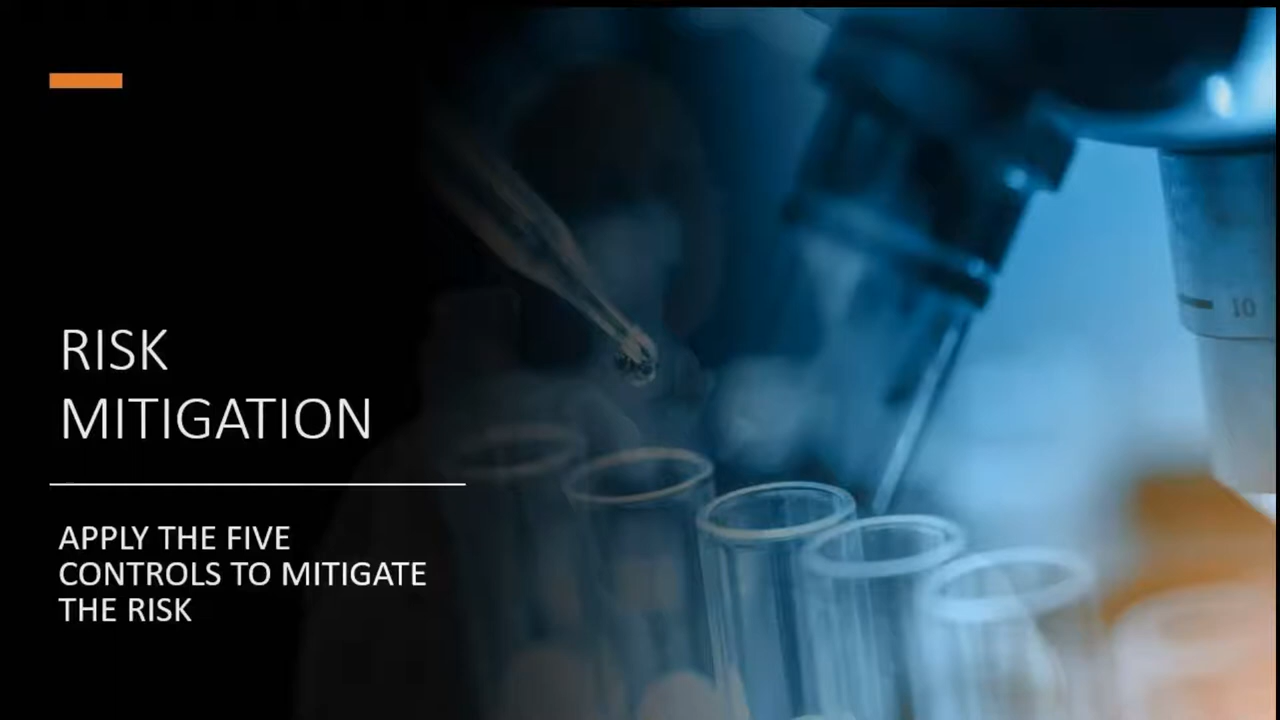 RISK
MITIGATION
APPLY THE FIVE
CONTROLS TO MITIGATE
THE RISK
10